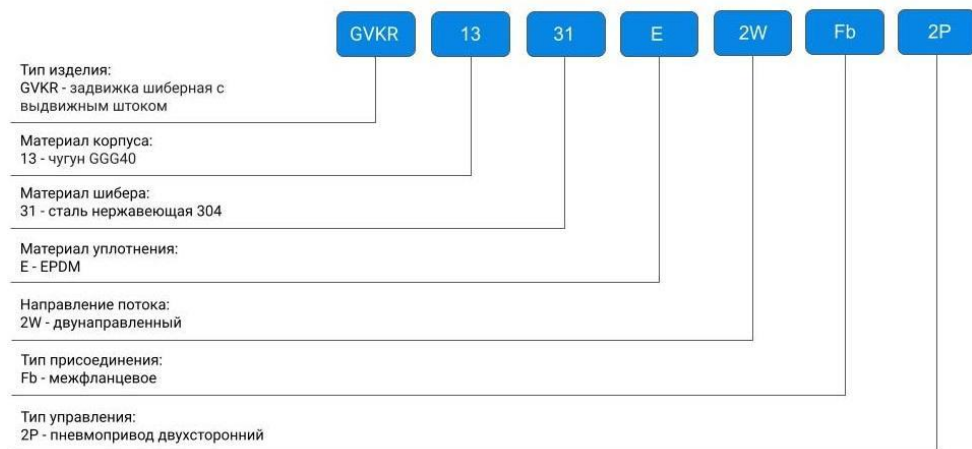 GVKR 13 31 E 2W Fb 2P
Тип изделия:
GVKR - задвижка шиберная с
выдвижным штоком
Материал корпуса:
13 - чугун GGG40
Материал шибера:
31 - сталь нержавеющая 304
Материал уплотнения:
E - EPDM
Направление потока:
2W - двунаправленный
Тип присоединения:
Fb - межфланцевое
Тип управления:
2P - пневмопривод двухсторонний